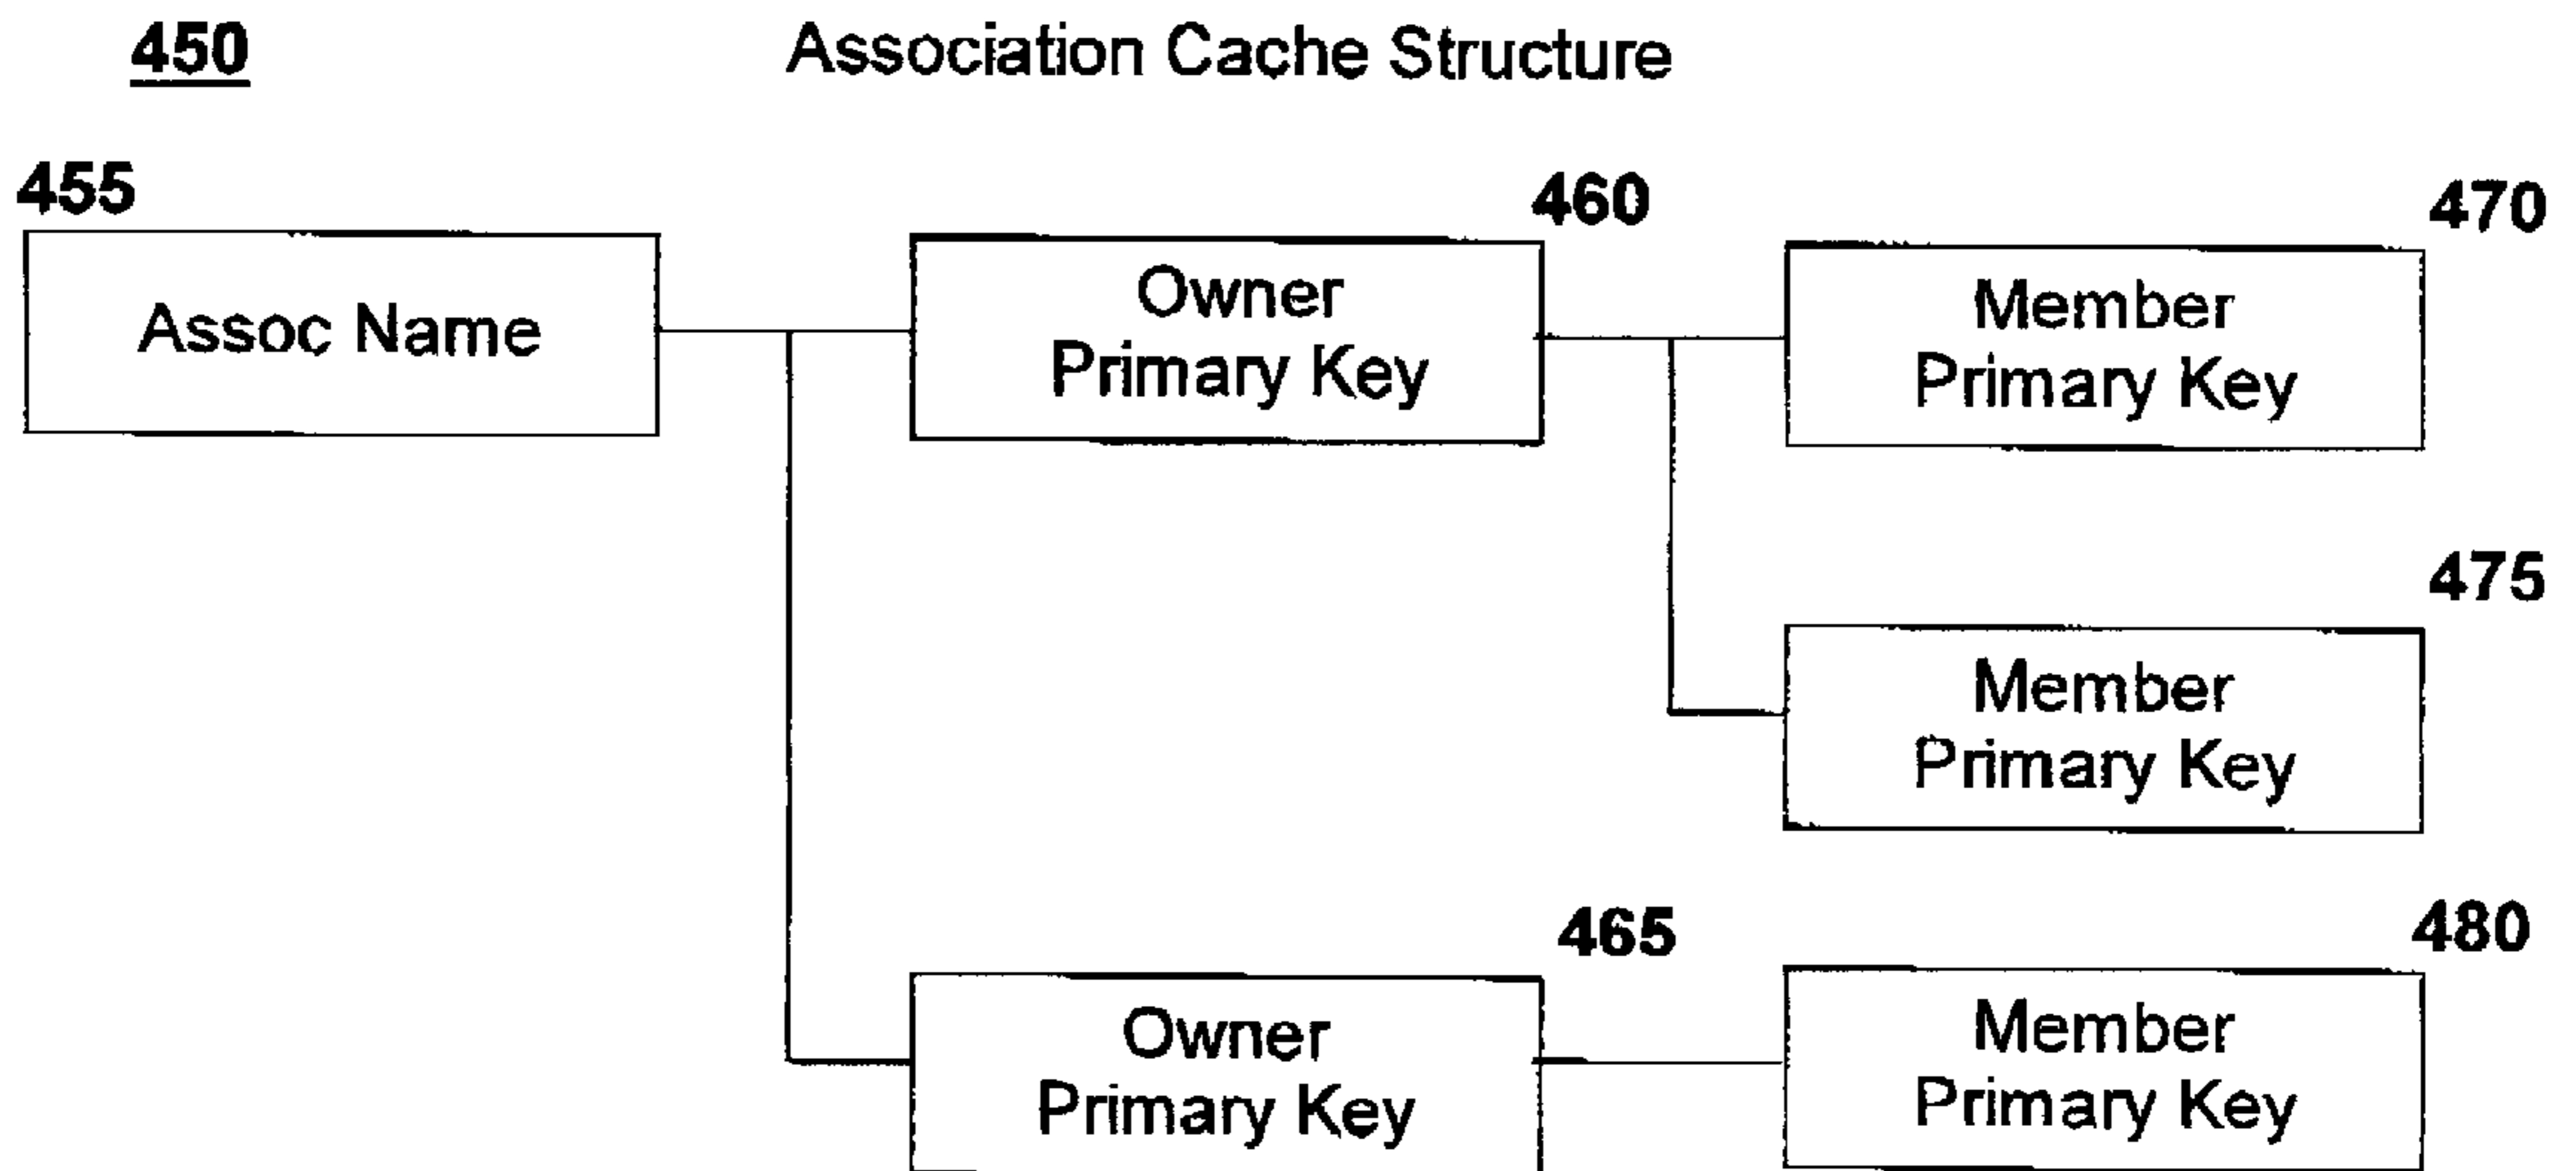 450
Association Cache Structure
455
460
470
Assoc Name
Owner
Primary Key
Member
Primary Key
475
Member
Primary Key
465
480
Owner
Primary Key
Member
Primary Key